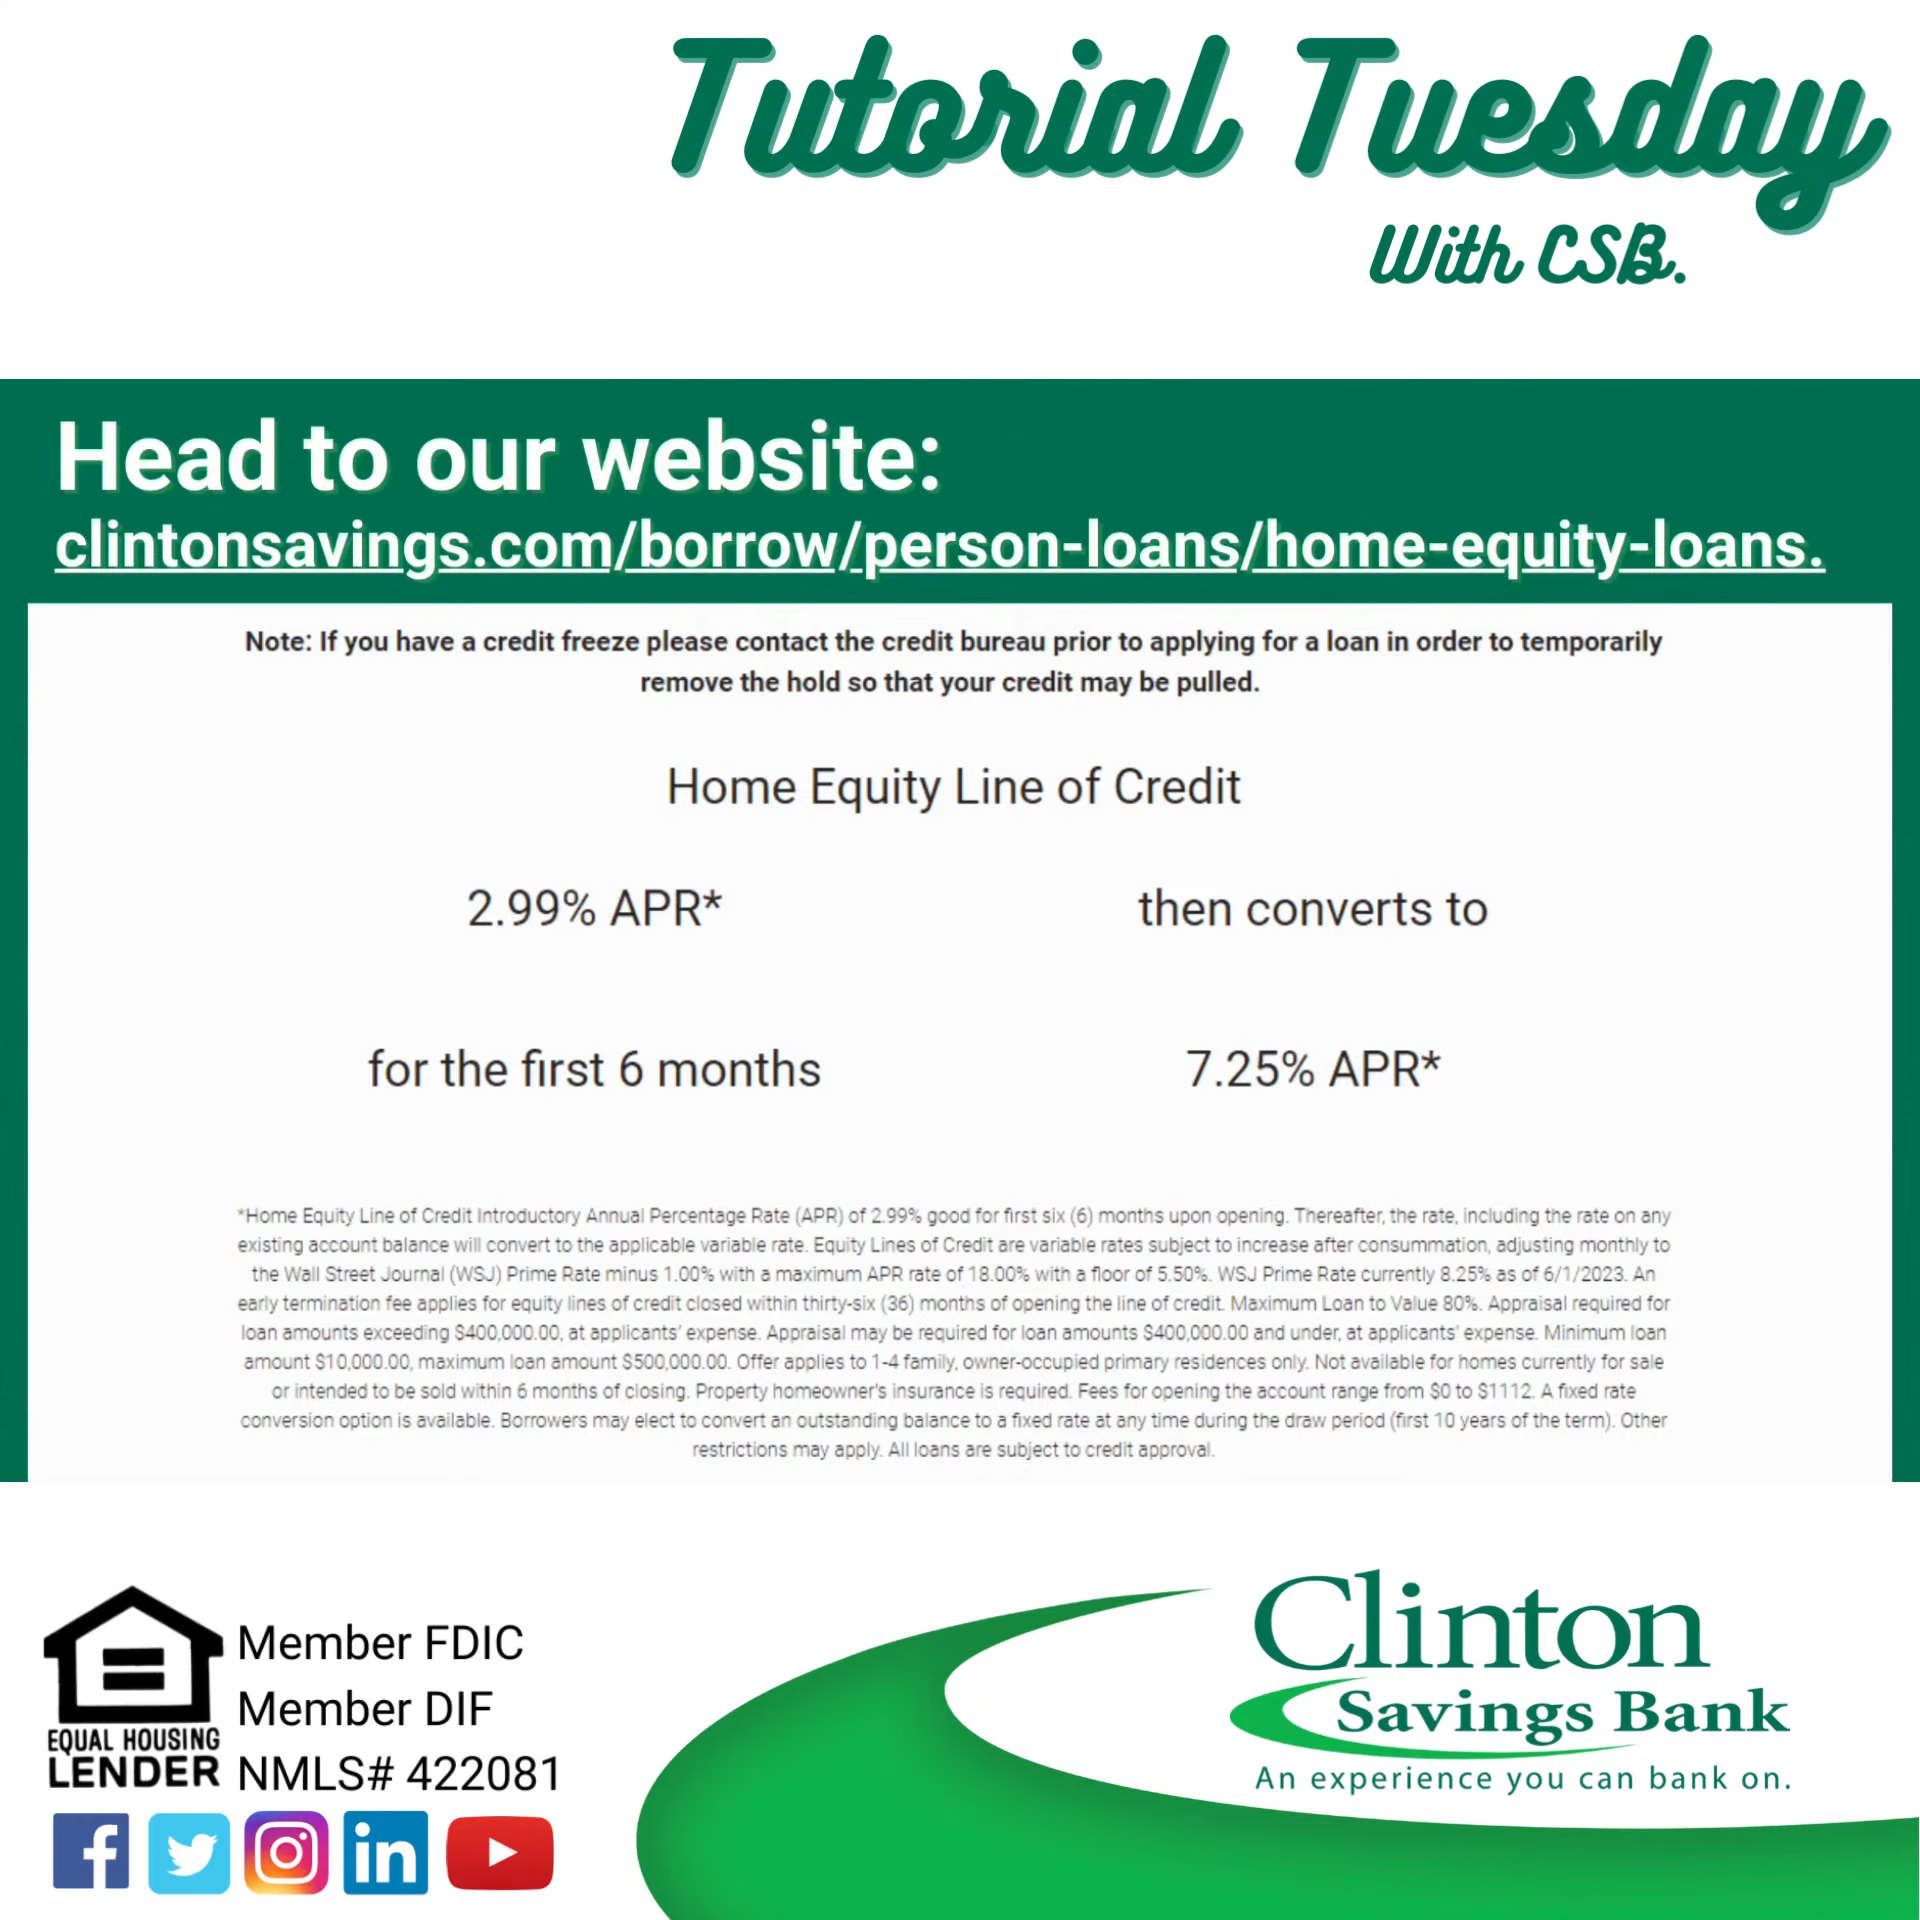 Tutorial Tuesday
With CSB.
Head to our website:
clintonsavings.com/borrow/person-loans/home-equity-loans.
Note: If you have a credit freeze please contact the credit bureau prior to applying for a loan in order to temporarily
remove the hold so that your credit may be pulled.
Home Equity Line of Credit
2.99% APR* then converts to
for the first 6 months 7.25% APR*
*Home Equity Line of Credit Introductory Annual Percentage Rate (APR) of 2.99% good for first six (6) months upon opening. Thereafter, the rate, including the rate on any
existing account balance will convert to the applicable variable rate. Equity Lines of Credit are variable rates subject to increase after consummation, adjusting monthly to
the Wall Street Journal (WSJ) Prime Rate minus 1.00% with a maximum APR rate of 18.00% with a floor of 5.50%. WSJ Prime Rate currently 8.25% as of 6/1/2023. An
early termination fee applies for equity lines of credit closed within thirty-six (36) months of opening the line of credit. Maximum Loan to Value 80%. Appraisal required for
loan amounts exceeding $400,000.00, at applicants' expense. Appraisal may be required for loan amounts $400,000.00 and under, at applicants' expense. Minimum loan
amount $10,000.00, maximum loan amount $500,000.00. Offer applies to 1-4 family, owner-occupied primary residences only. Not available for homes currently for sale
or intended to be sold within 6 months of closing. Property homeowner's insurance is required. Fees for opening the account range from $0 to $1112. A fixed rate
conversion option is available. Borrowers may elect to convert an outstanding balance to a fixed rate at any time during the draw period (first 10 years of the term). Other
restrictions may apply. All loans are subject to credit approval.
EQUAL HOUSING
LENDER
Member FDIC
Member DIF
NMLS# 422081
f
in
Clinton
Savings Bank
An experience you can bank on.